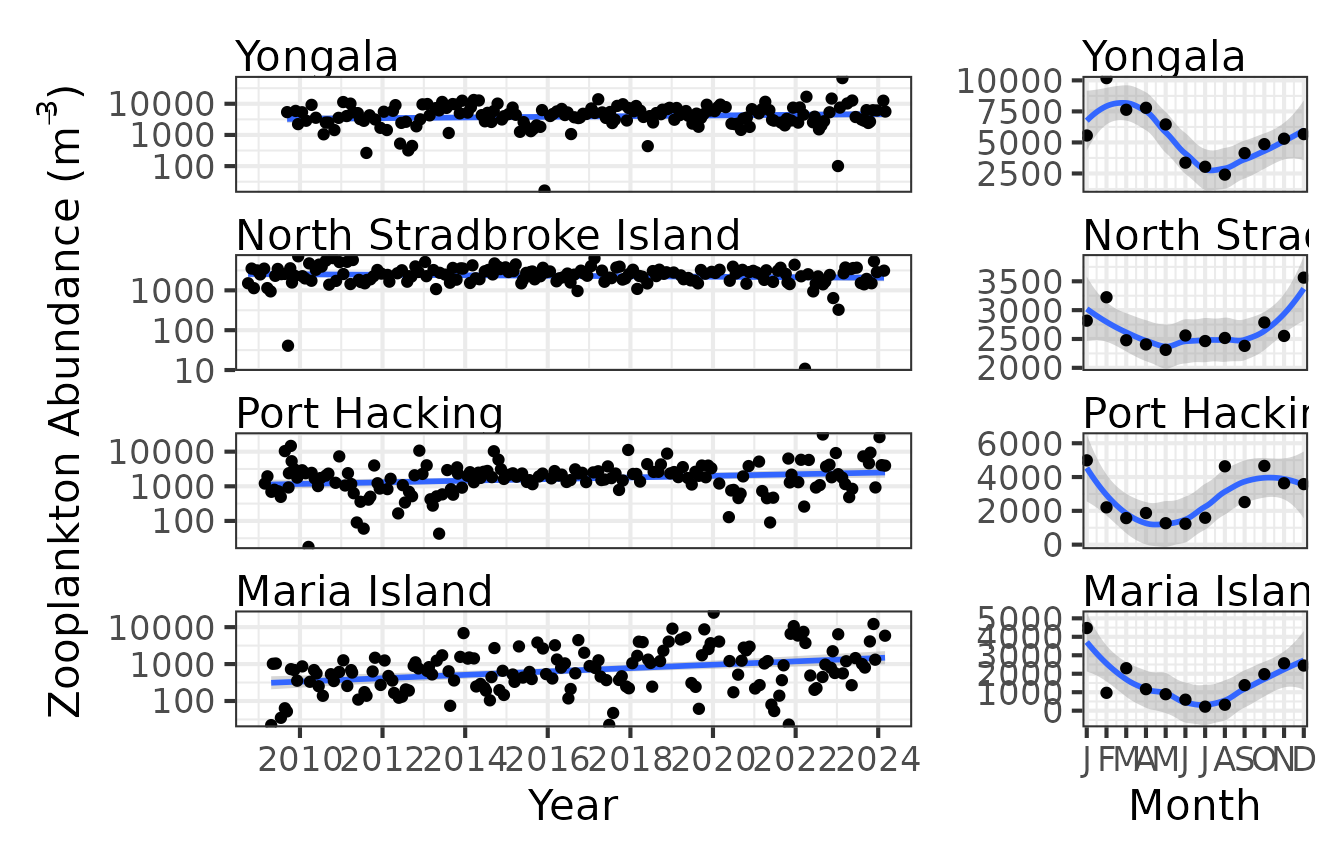 Zooplankton Abundance (m⁻³)
Yongala
10000
1000
100
Yongala
10000
7500
5000
2500
North Stradbroke Island
1000
100
10
North Strad
3500
3000
2500
2000
Port Hacking
10000
1000
100
Port Hackin
6000
4000
2000
0
Maria Island
10000
1000
100
Maria Islan
5000
4000
3000
2000
1000
0
2010 2012 2014 2016 2018 2020 2022 2024
J F M A M J J A S O N D
Year
Month